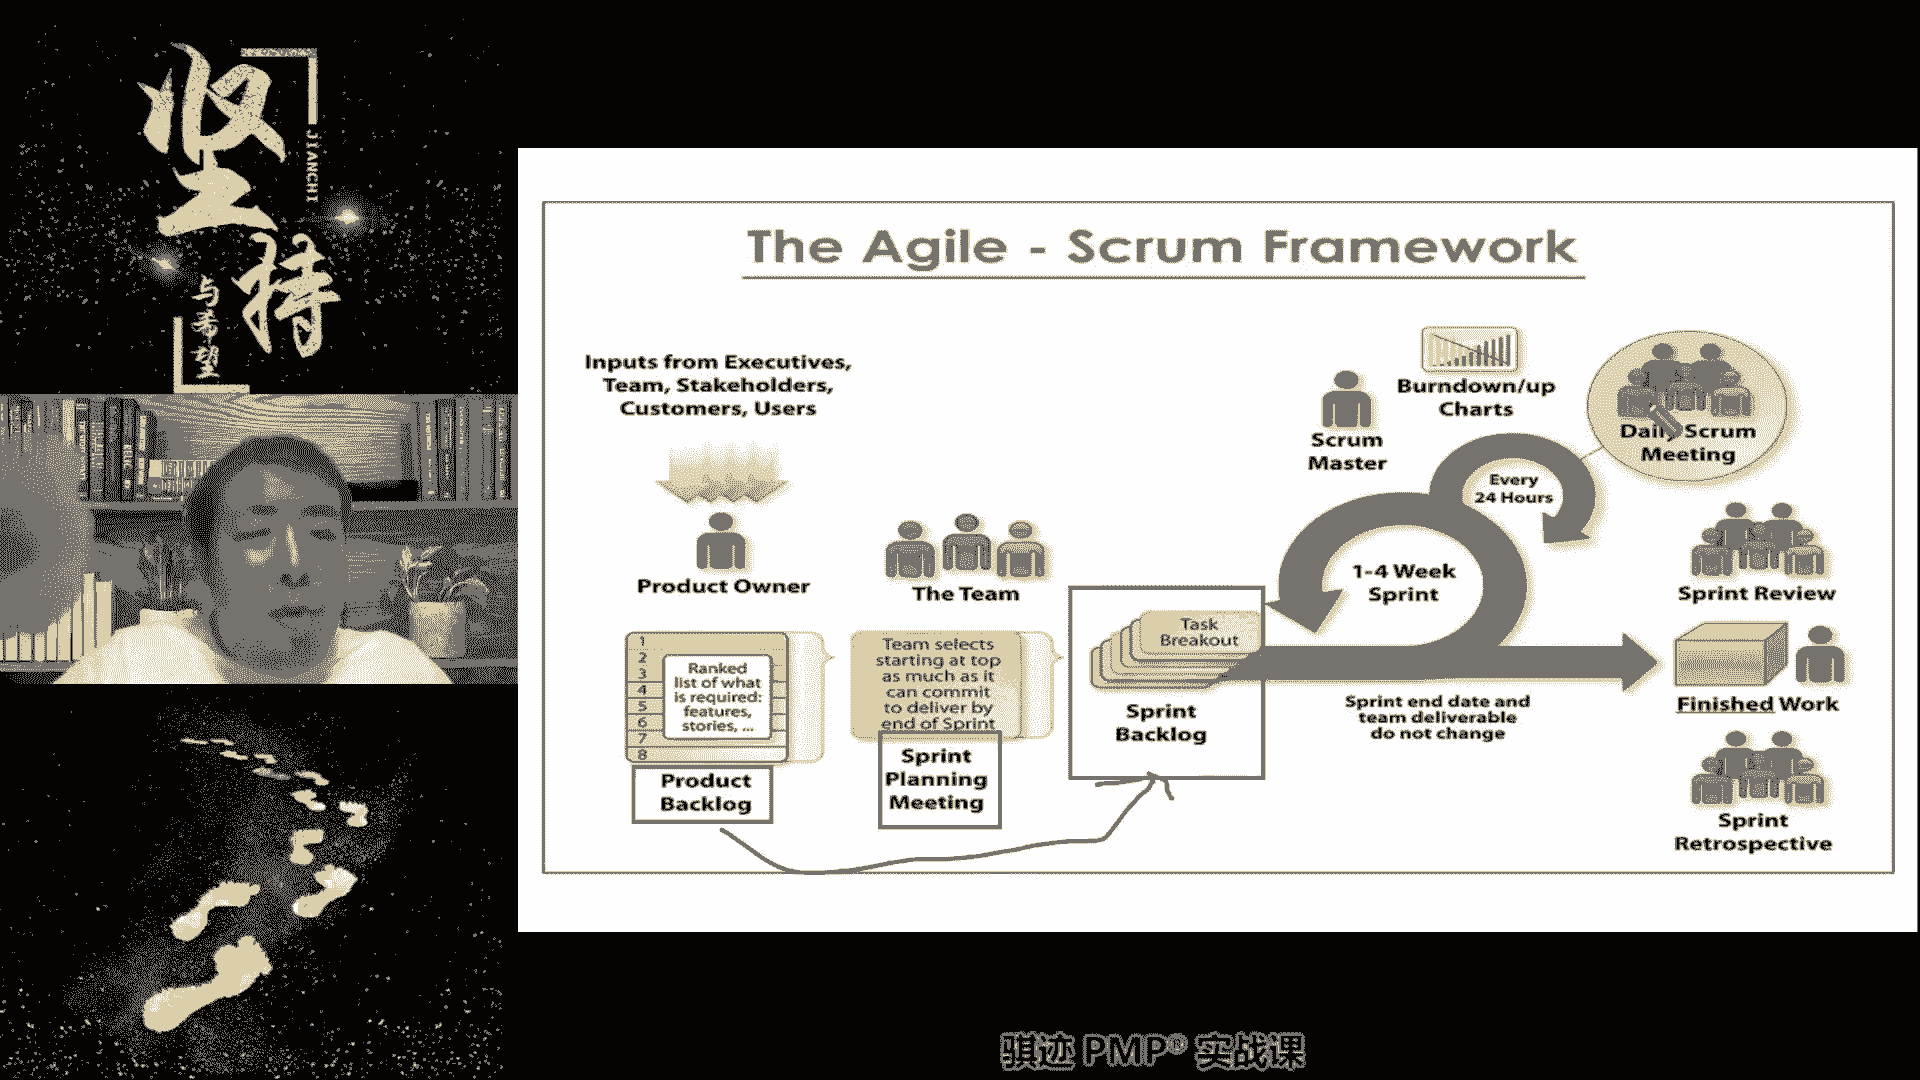 坚持
JIANCHI
与希望
The Agile - Scrum Framework
Inputs from Executives,
Team, Stakeholders,
Customers, Users
Product Owner
The Team
1
2
3
4
5
6
7
8
Ranked
list of what
is required:
features,
stories, ...
Product
Backlog
Team selects
starting at top
as much as it
can commit
to deliver by
end of Sprint
Sprint
Planning
Meeting
Task
Breakout
Sprint
Backlog
Scrum
Master
Burndown/up
Charts
Every
24 Hours
1-4 Week
Sprint
Sprint end date and
team deliverable
do not change
Daily Scrum
Meeting
Sprint Review
Finished Work
Sprint
Retrospective
骐迹 PMP® 实战课